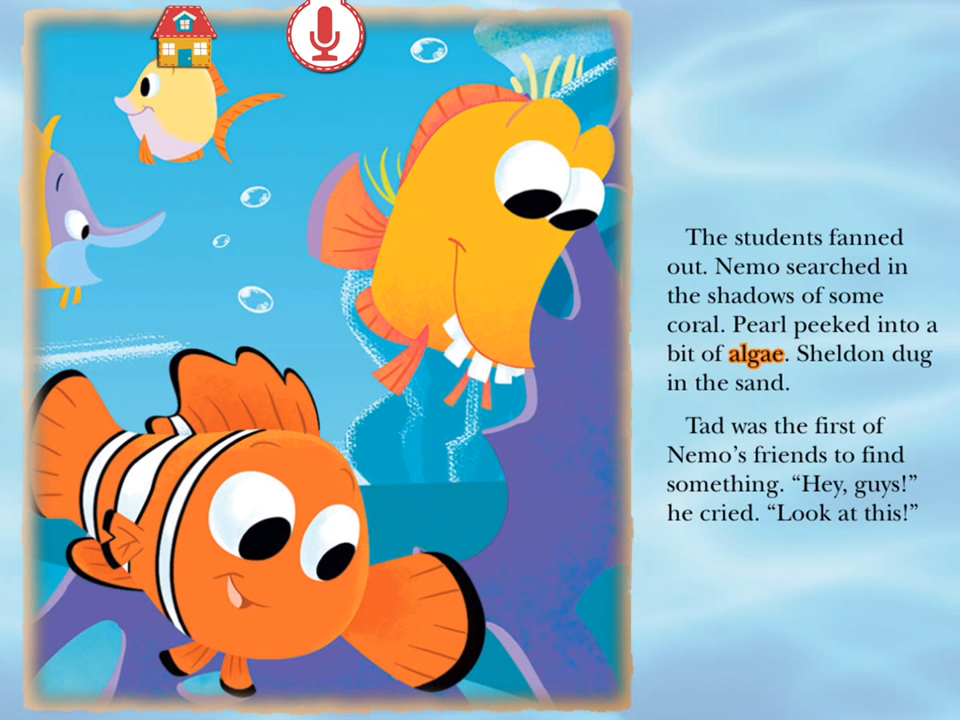 The students fanned
out. Nemo searched in
the shadows of some
coral. Pearl peeked into a
bit of algae. Sheldon dug
in the sand.
Tad was the first of
Nemo’s friends to find
something. “Hey, guys!”
he cried. “Look at this!”